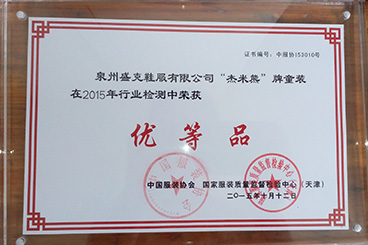 证书编号：中服协153010号
泉州盛克鞋服有限公司“杰米熊”牌童装
在2015年行业检测中荣获
优等品
中国服装协会 国家服装质量监督检验中心（天津）
二〇一五年十月十二日